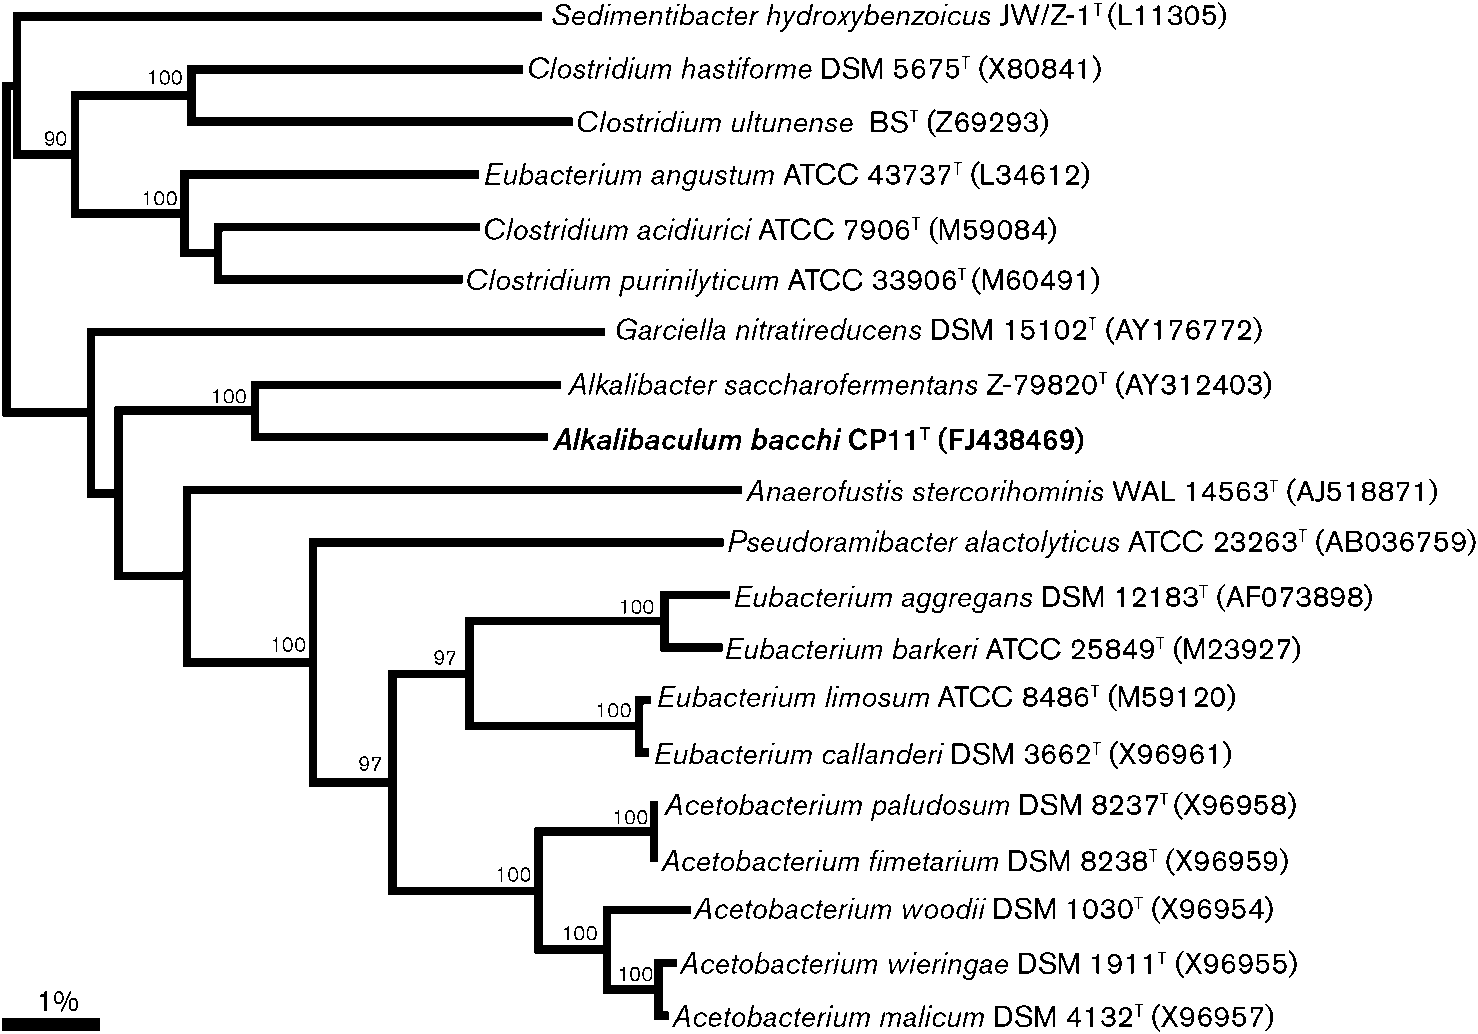 Sedimentibacter hydroxybenzoicus JW/Z-1ᵀ (L11305)
100 Clostridium hastiforme DSM 5675ᵀ (X80841)
Clostridium ultunense BSᵀ (Z69293)
90
Eubacterium angustum ATCC 43737ᵀ (L34612)
100
Clostridium acidiurici ATCC 7906ᵀ (M59084)
Clostridium purinilyticum ATCC 33906ᵀ (M60491)
Garciella nitratireducens DSM 15102ᵀ (AY176772)
Alkalibacter saccharofermentans Z-79820ᵀ (AY312403)
100
Alkalibaculum bacchi CP11ᵀ (FJ438469)
Anaerofustis stercorihominis WAL 14563ᵀ (AJ518871)
Pseudoramibacter alactolyticus ATCC 23263ᵀ (AB036759)
100 Eubacterium aggregans DSM 12183ᵀ (AF073898)
100 Eubacterium barkeri ATCC 25849ᵀ (M23927)
97
Eubacterium limosum ATCC 8486ᵀ (M59120)
100
Eubacterium callanderi DSM 3662ᵀ (X96961)
97
Acetobacterium paludosum DSM 8237ᵀ (X96958)
100
Acetobacterium fimetarium DSM 8238ᵀ (X96959)
100
Acetobacterium woodii DSM 1030ᵀ (X96954)
100
Acetobacterium wieringae DSM 1911ᵀ (X96955)
100
1%
Acetobacterium malicum DSM 4132ᵀ (X96957)